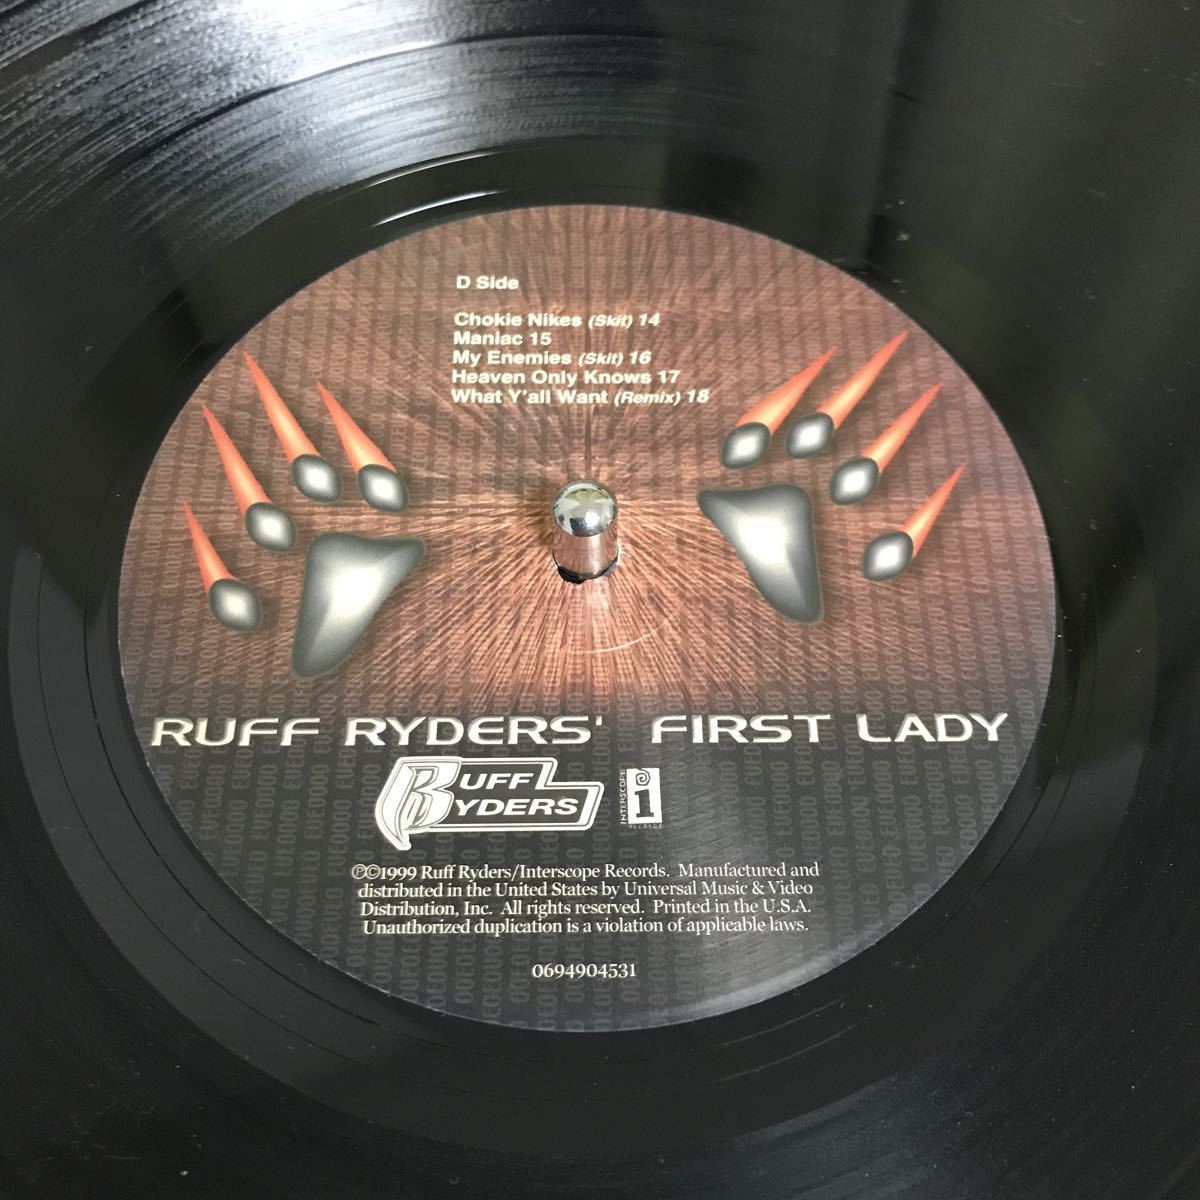 D Side
Chokie Nikes (Skit) 14
Maniac 15
My Enemies (Skit) 16
Heaven Only Knows 17
What Y'all Want (Remix) 18
RUFF RYDERS' FIRST LADY
RUFF
RYDERS
INTERSCOPE
RECORDS
℗©1999 Ruff Ryders/Interscope Records. Manufactured and
distributed in the United States by Universal Music & Video
Distribution, Inc. All rights reserved. Printed in the U.S.A.
Unauthorized duplication is a violation of applicable laws.
0694904531